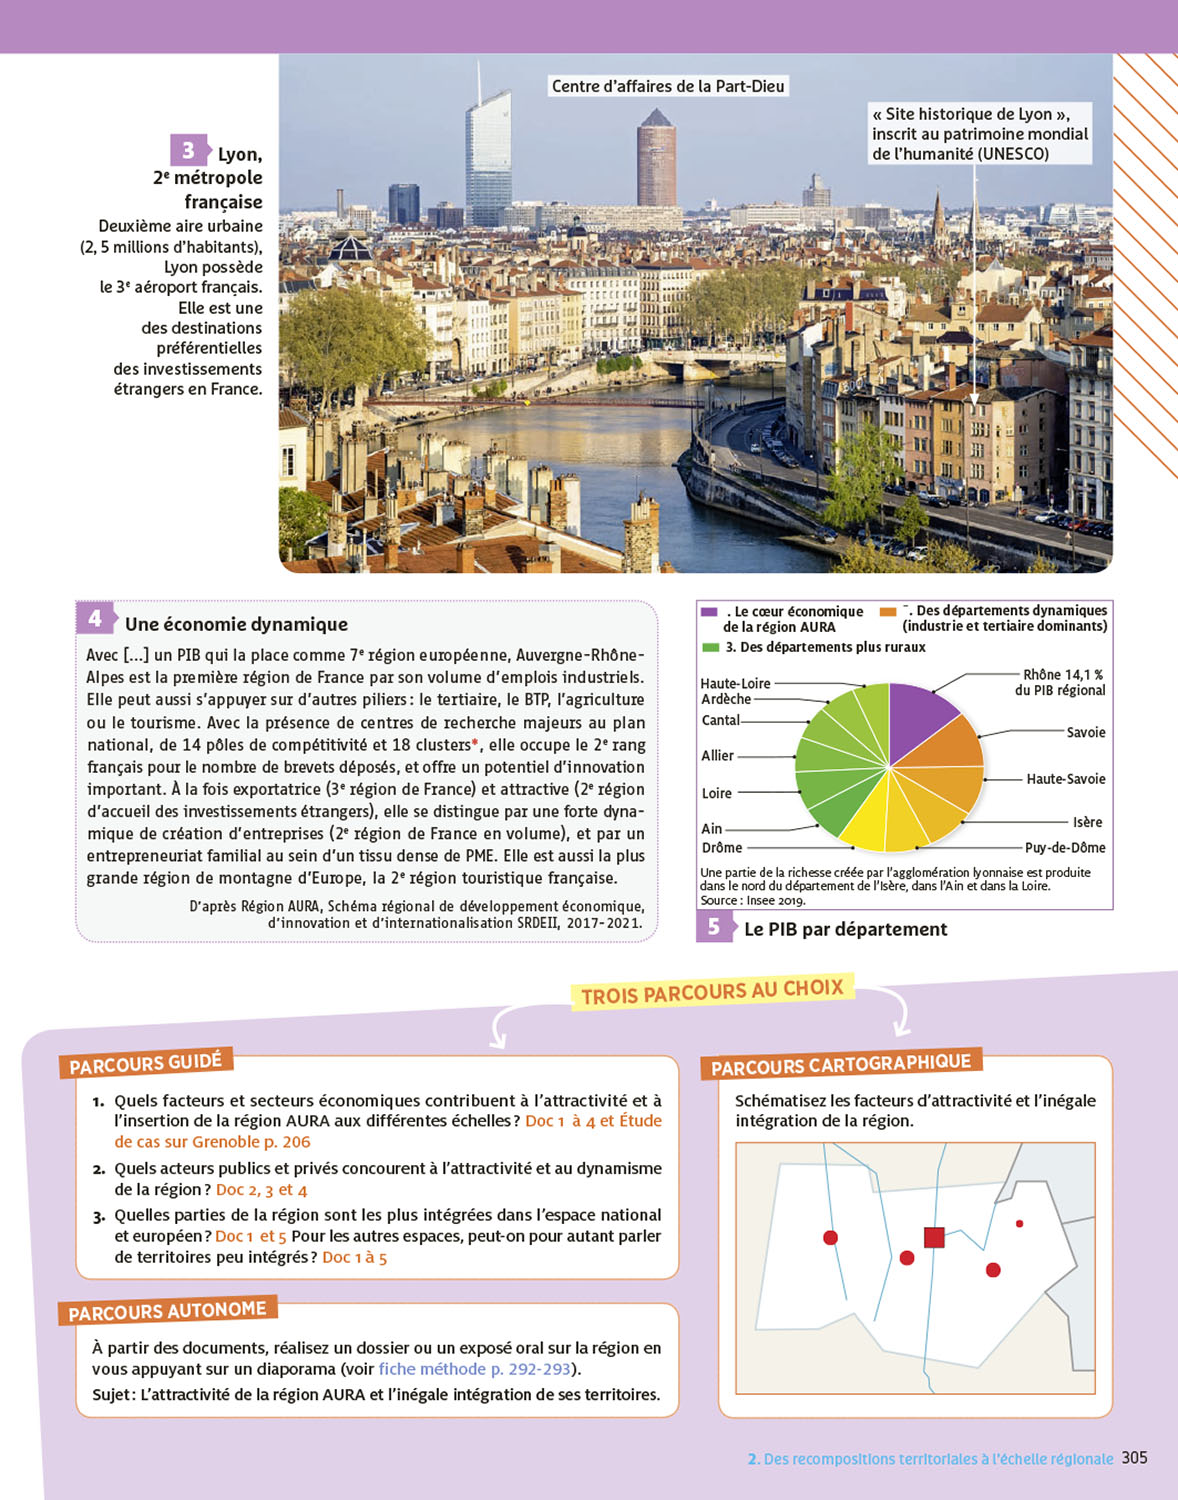 Centre d'affaires de la Part-Dieu
« Site historique de Lyon »,
inscrit au patrimoine mondial
de l'humanité (UNESCO)
3 Lyon,
2e métropole
française
Deuxième aire urbaine
(2, 5 millions d'habitants),
Lyon possède
le 3e aéroport français.
Elle est une
des destinations
préférentielles
des investissements
étrangers en France.
4 Une économie dynamique
Avec [...] un PIB qui la place comme 7e région européenne, Auvergne-Rhône-
Alpes est la première région de France par son volume d'emplois industriels.
Elle peut aussi s'appuyer sur d'autres piliers : le tertiaire, le BTP, l'agriculture
ou le tourisme. Avec la présence de centres de recherche majeurs au plan
national, de 14 pôles de compétitivité et 18 clusters*, elle occupe le 2e rang
français pour le nombre de brevets déposés, et offre un potentiel d'innovation
important. À la fois exportatrice (3e région de France) et attractive (2e région
d'accueil des investissements étrangers), elle se distingue par une forte dyna-
mique de création d'entreprises (2e région de France en volume), et par un
entrepreneuriat familial au sein d'un tissu dense de PME. Elle est aussi la plus
grande région de montagne d'Europe, la 2e région touristique française.
D'après Région AURA, Schéma régional de développement économique,
d'innovation et d'internationalisation SRDEII, 2017-2021.
. Le cœur économique
de la région AURA
. Des départements dynamiques
(industrie et tertiaire dominants)
3. Des départements plus ruraux
Haute-Loire
Ardèche
Cantal
Allier
Loire
Ain
Drôme
Rhône 14,1 %
du PIB régional
Savoie
Haute-Savoie
Isère
Puy-de-Dôme
Une partie de la richesse créée par l'agglomération lyonnaise est produite
dans le nord du département de l'Isère, dans l'Ain et dans la Loire.
Source : Insee 2019.
5 Le PIB par département
TROIS PARCOURS AU CHOIX
PARCOURS GUIDÉ
1. Quels facteurs et secteurs économiques contribuent à l'attractivité et à
l'insertion de la région AURA aux différentes échelles ? Doc 1 à 4 et Étude
de cas sur Grenoble p. 206
2. Quels acteurs publics et privés concourent à l'attractivité et au dynamisme
de la région ? Doc 2, 3 et 4
3. Quelles parties de la région sont les plus intégrées dans l'espace national
et européen ? Doc 1 et 5 Pour les autres espaces, peut-on pour autant parler
de territoires peu intégrés ? Doc 1 à 5
PARCOURS AUTONOME
À partir des documents, réalisez un dossier ou un exposé oral sur la région en
vous appuyant sur un diaporama (voir fiche méthode p. 292-293).
Sujet : L'attractivité de la région AURA et l'inégale intégration de ses territoires.
PARCOURS CARTOGRAPHIQUE
Schématisez les facteurs d'attractivité et l'inégale
intégration de la région.
2. Des recompositions territoriales à l'échelle régionale 305